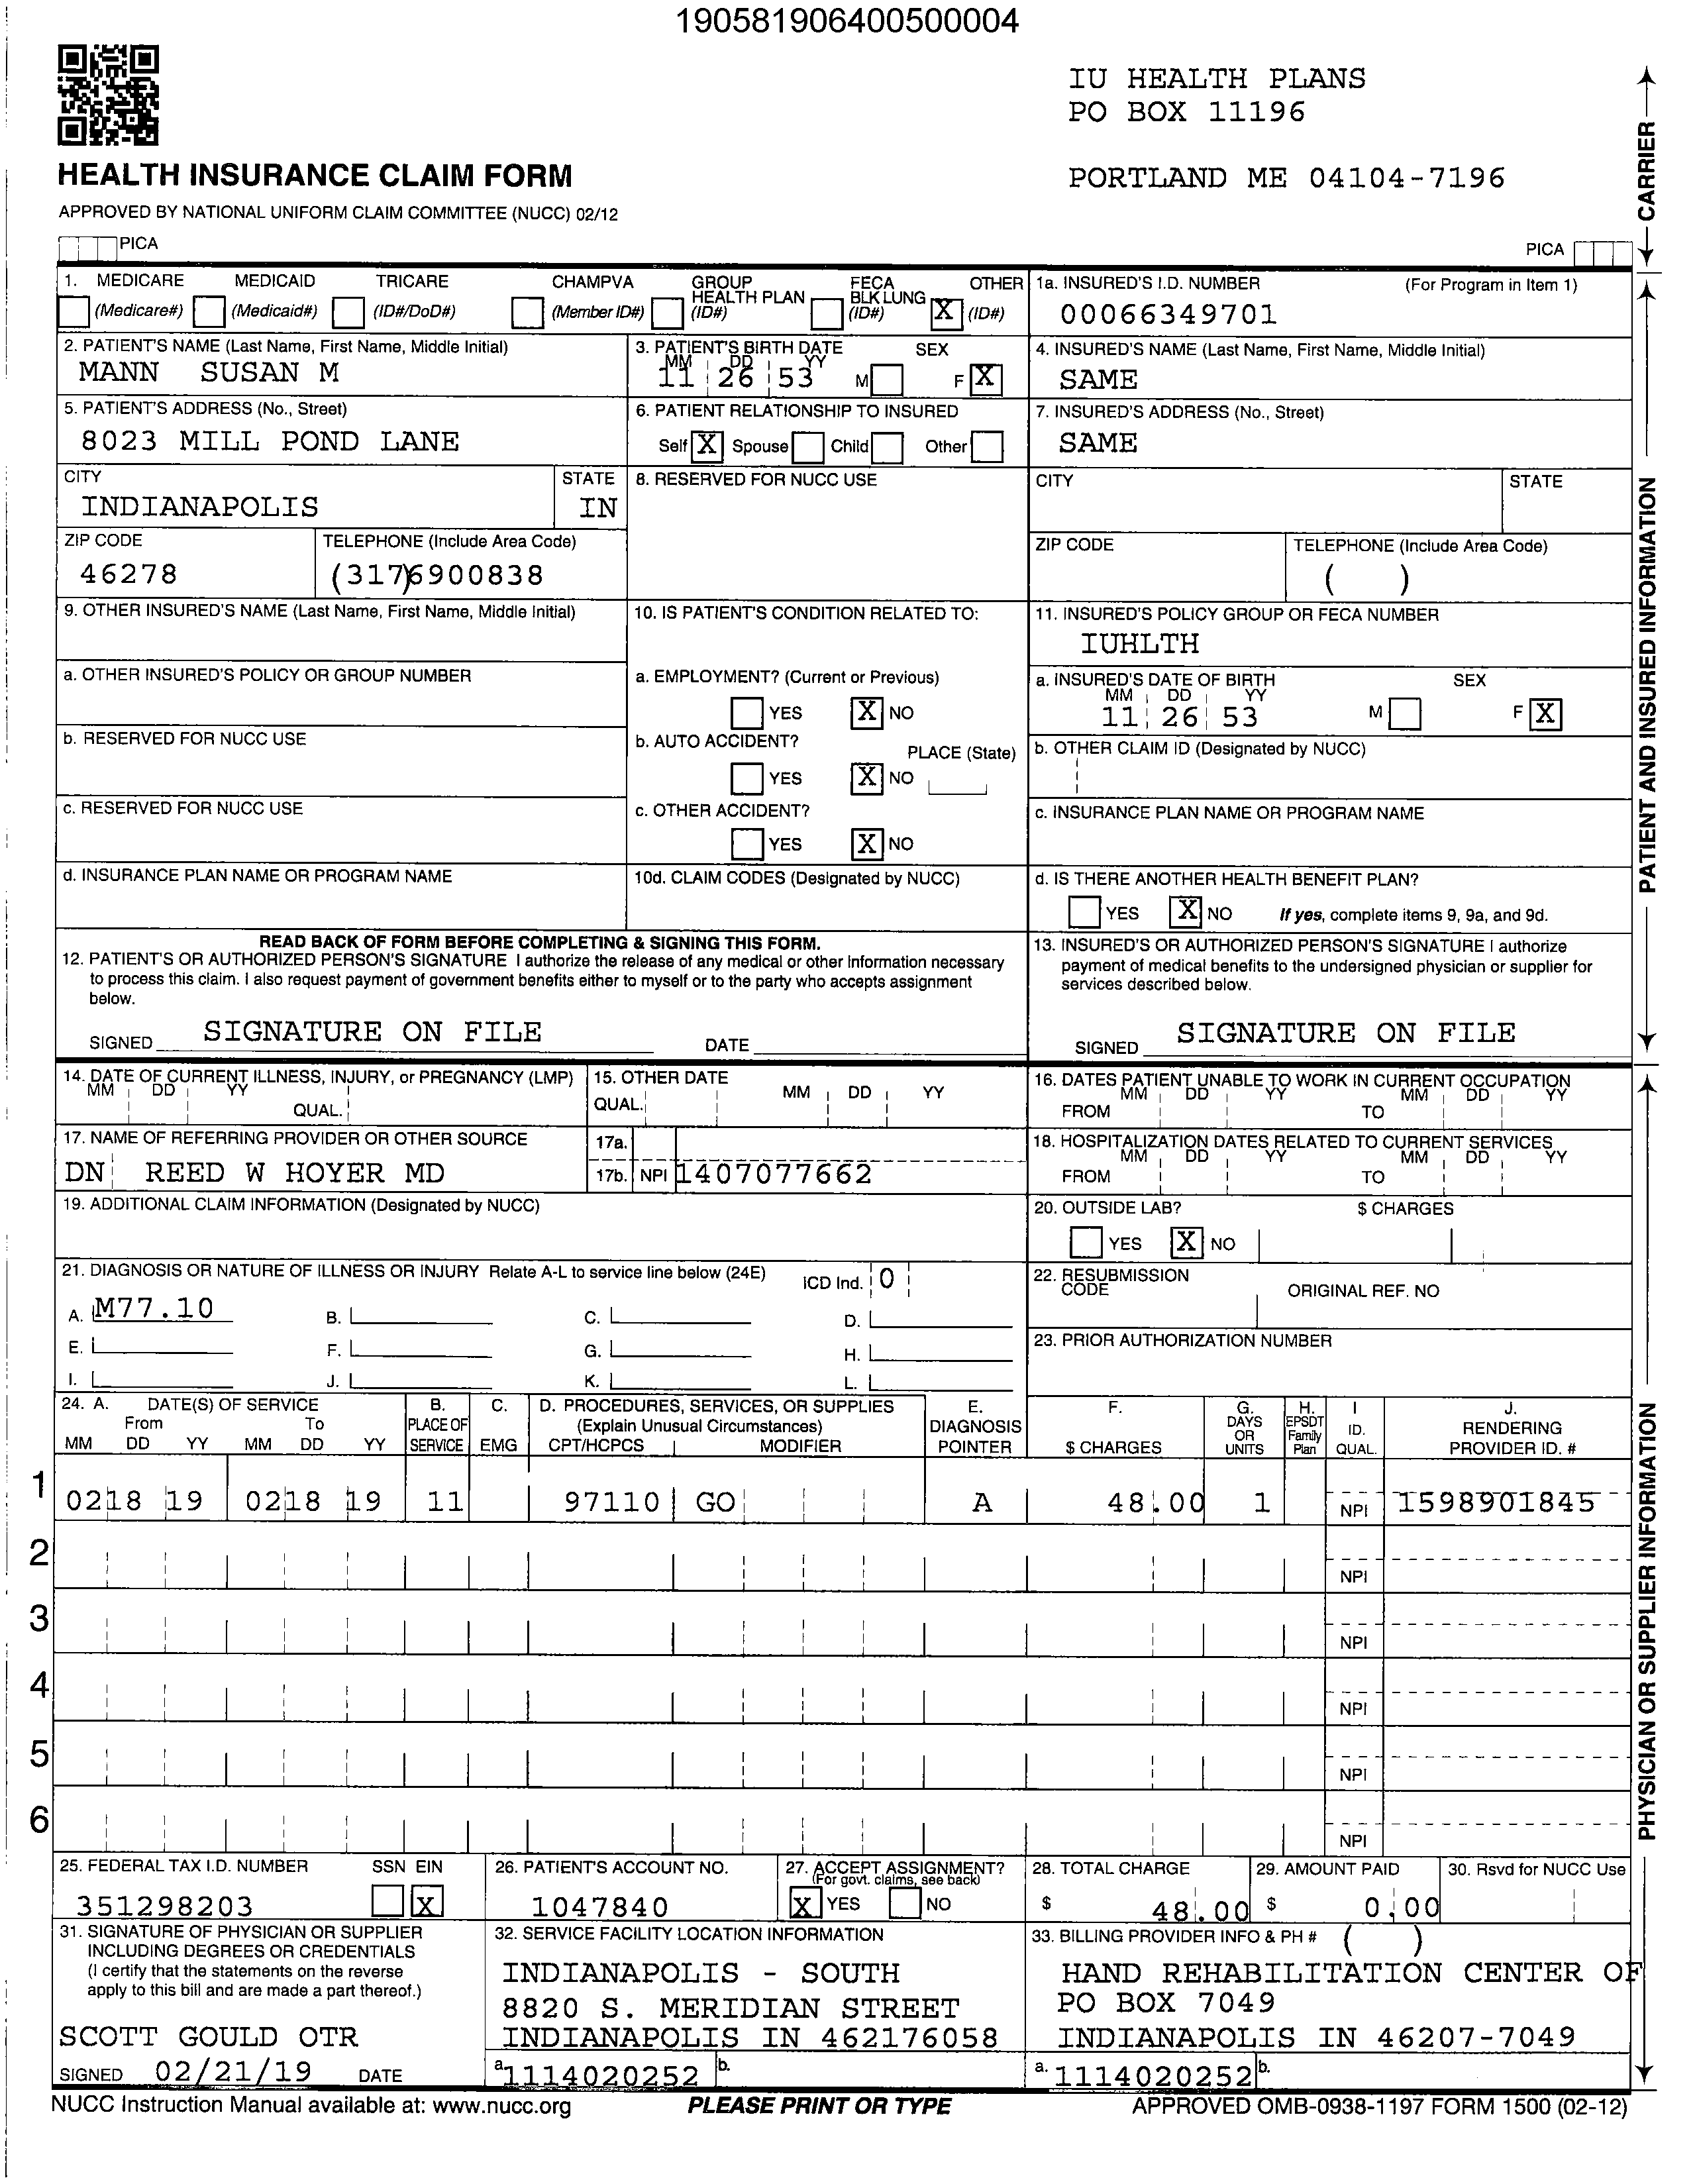 190581906400500004
IU HEALTH PLANS
PO BOX 11196
PORTLAND ME 04104-7196
CARRIER
HEALTH INSURANCE CLAIM FORM
APPROVED BY NATIONAL UNIFORM CLAIM COMMITTEE (NUCC) 02/12
PICA
PICA
1. MEDICARE MEDICAID TRICARE CHAMPVA GROUP HEALTH PLAN FECA BLK LUNG OTHER
(Medicare#) (Medicaid#) (ID#/DoD#) (Member ID#) (ID#) (ID#) X (ID#)
1a. INSURED'S I.D. NUMBER (For Program in Item 1)
00066349701
2. PATIENT'S NAME (Last Name, First Name, Middle Initial)
MANN SUSAN M
3. PATIENT'S BIRTH DATE SEX
MM DD YY
11 26 53 M F X
4. INSURED'S NAME (Last Name, First Name, Middle Initial)
SAME
5. PATIENT'S ADDRESS (No., Street)
8023 MILL POND LANE
6. PATIENT RELATIONSHIP TO INSURED
Self X Spouse Child Other
7. INSURED'S ADDRESS (No., Street)
SAME
CITY STATE
INDIANAPOLIS IN
8. RESERVED FOR NUCC USE
CITY STATE
ZIP CODE TELEPHONE (Include Area Code)
46278 (317)6900838
ZIP CODE TELEPHONE (Include Area Code)
( )
9. OTHER INSURED'S NAME (Last Name, First Name, Middle Initial)
10. IS PATIENT'S CONDITION RELATED TO:
11. INSURED'S POLICY GROUP OR FECA NUMBER
IUHLTH
a. OTHER INSURED'S POLICY OR GROUP NUMBER
a. EMPLOYMENT? (Current or Previous)
YES X NO
a. INSURED'S DATE OF BIRTH SEX
MM DD YY
11 26 53 M F X
b. RESERVED FOR NUCC USE
b. AUTO ACCIDENT? PLACE (State)
YES X NO
b. OTHER CLAIM ID (Designated by NUCC)
c. RESERVED FOR NUCC USE
c. OTHER ACCIDENT?
YES X NO
c. INSURANCE PLAN NAME OR PROGRAM NAME
d. INSURANCE PLAN NAME OR PROGRAM NAME
10d. CLAIM CODES (Designated by NUCC)
d. IS THERE ANOTHER HEALTH BENEFIT PLAN?
YES X NO If yes, complete items 9, 9a, and 9d.
READ BACK OF FORM BEFORE COMPLETING & SIGNING THIS FORM.
12. PATIENT'S OR AUTHORIZED PERSON'S SIGNATURE I authorize the release of any medical or other information necessary
to process this claim. I also request payment of government benefits either to myself or to the party who accepts assignment
below.
SIGNED SIGNATURE ON FILE DATE
13. INSURED'S OR AUTHORIZED PERSON'S SIGNATURE I authorize
payment of medical benefits to the undersigned physician or supplier for
services described below.
SIGNED SIGNATURE ON FILE
PATIENT AND INSURED INFORMATION
14. DATE OF CURRENT ILLNESS, INJURY, or PREGNANCY (LMP)
MM DD YY
QUAL.
15. OTHER DATE
QUAL. MM DD YY
16. DATES PATIENT UNABLE TO WORK IN CURRENT OCCUPATION
MM DD YY MM DD YY
FROM TO
17. NAME OF REFERRING PROVIDER OR OTHER SOURCE
DN REED W HOYER MD
17a.
17b. NPI 1407077662
18. HOSPITALIZATION DATES RELATED TO CURRENT SERVICES
MM DD YY MM DD YY
FROM TO
19. ADDITIONAL CLAIM INFORMATION (Designated by NUCC)
20. OUTSIDE LAB? $ CHARGES
YES X NO
21. DIAGNOSIS OR NATURE OF ILLNESS OR INJURY Relate A-L to service line below (24E) ICD Ind. 0
A. M77.10 B. C. D.
E. F. G. H.
I. J. K. L.
22. RESUBMISSION CODE ORIGINAL REF. NO
23. PRIOR AUTHORIZATION NUMBER
24. A. DATE(S) OF SERVICE B. C. D. PROCEDURES, SERVICES, OR SUPPLIES E. F. G. H. I J.
From To PLACE OF (Explain Unusual Circumstances) DIAGNOSIS DAYS OR EPSDT Family ID. RENDERING
MM DD YY MM DD YY SERVICE EMG CPT/HCPCS MODIFIER POINTER $ CHARGES UNITS Plan QUAL. PROVIDER ID. #
1 02 18 19 02 18 19 11 97110 GO A 48.00 1 NPI 1598901845
2 NPI
3 NPI
4 NPI
5 NPI
6 NPI
PHYSICIAN OR SUPPLIER INFORMATION
25. FEDERAL TAX I.D. NUMBER SSN EIN
351298203 X
26. PATIENT'S ACCOUNT NO.
1047840
27. ACCEPT ASSIGNMENT?
(For govt. claims, see back)
X YES NO
28. TOTAL CHARGE
$ 48.00
29. AMOUNT PAID
$ 0.00
30. Rsvd for NUCC Use
31. SIGNATURE OF PHYSICIAN OR SUPPLIER
INCLUDING DEGREES OR CREDENTIALS
(I certify that the statements on the reverse
apply to this bill and are made a part thereof.)
SCOTT GOULD OTR
SIGNED 02/21/19 DATE
32. SERVICE FACILITY LOCATION INFORMATION
INDIANAPOLIS - SOUTH
8820 S. MERIDIAN STREET
INDIANAPOLIS IN 462176058
a. 1114020252 b.
33. BILLING PROVIDER INFO & PH # ( )
HAND REHABILITATION CENTER OF
PO BOX 7049
INDIANAPOLIS IN 46207-7049
a. 1114020252 b.
NUCC Instruction Manual available at: www.nucc.org
PLEASE PRINT OR TYPE
APPROVED OMB-0938-1197 FORM 1500 (02-12)